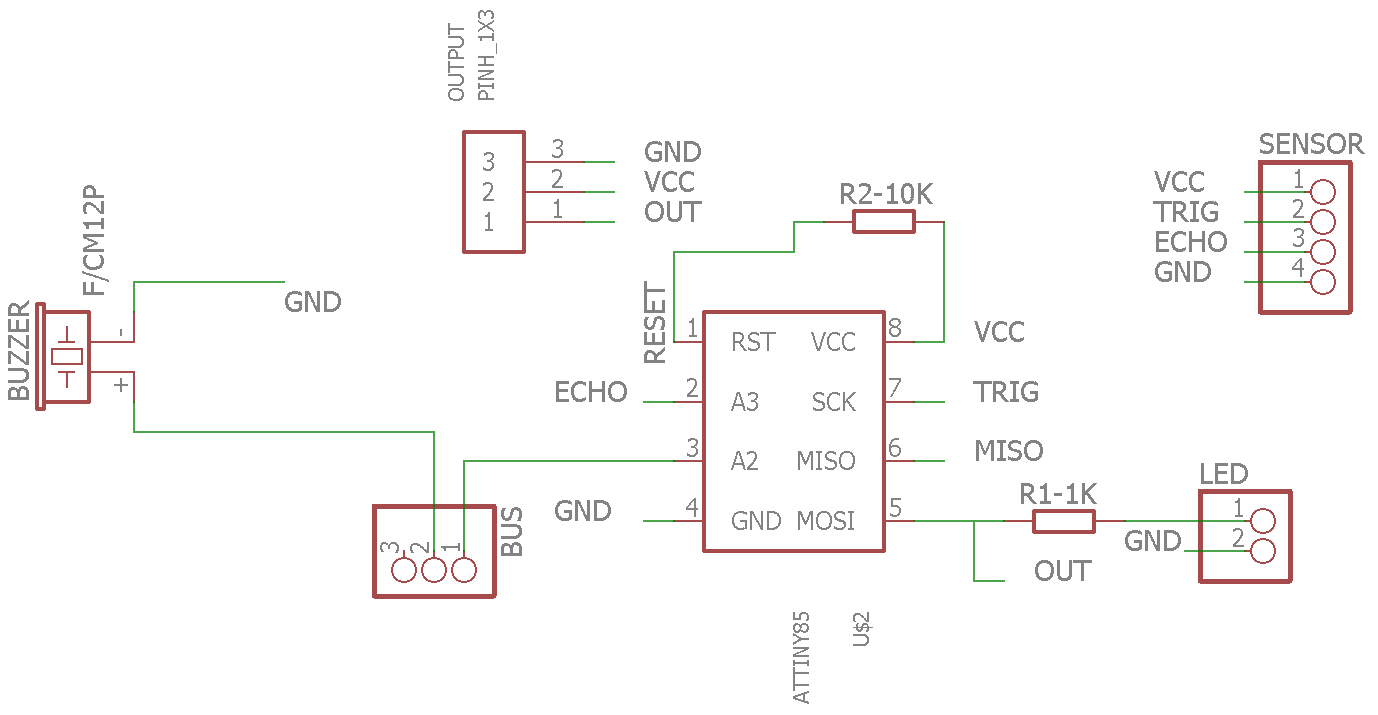 OUTPUT
PINH_1X3
3 3 GND
2 2 VCC
1 1 OUT
F/CM12P
BUZZER
-
+
GND
R2-10K
SENSOR
VCC 1
TRIG 2
ECHO 3
GND 4
RESET 1 RST VCC 8 VCC
ECHO 2 A3 SCK 7 TRIG
3 A2 MISO 6 MISO
GND 4 GND MOSI 5
ATTINY85
U$2
R1-1K
OUT
LED
1
GND 2
3 2 1
BUS